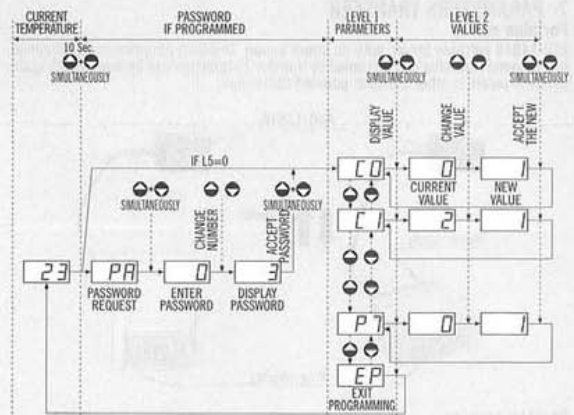 CURRENT TEMPERATURE
PASSWORD IF PROGRAMMED
LEVEL 1 PARAMETERS
LEVEL 2 VALUES
10 Sec.
SIMULTANEOUSLY
SIMULTANEOUSLY
SIMULTANEOUSLY
DISPLAY VALUE
CHANGE VALUE
ACCEPT THE NEW
IF L5=0
SIMULTANEOUSLY
SIMULTANEOUSLY
CHANGE NUMBER
ACCEPT PASSWORD
C0
0
1
CURRENT VALUE
NEW VALUE
C1
2
1
23
PA
0
3
PASSWORD REQUEST
ENTER PASSWORD
DISPLAY PASSWORD
P7
0
1
EP
EXIT PROGRAMMING